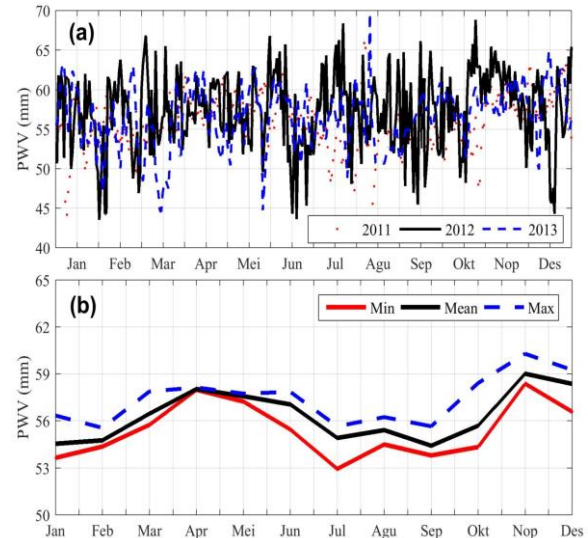 (a)
PWV (mm)
70
65
60
55
50
45
40
2011 2012 2013
Jan Feb Mar Apr Mei Jun Jul Agu Sep Okt Nop Des
(b)
PWV (mm)
65
62
59
56
53
50
Min Mean Max
Jan Feb Mar Apr Mei Jun Jul Agu Sep Okt Nop Des